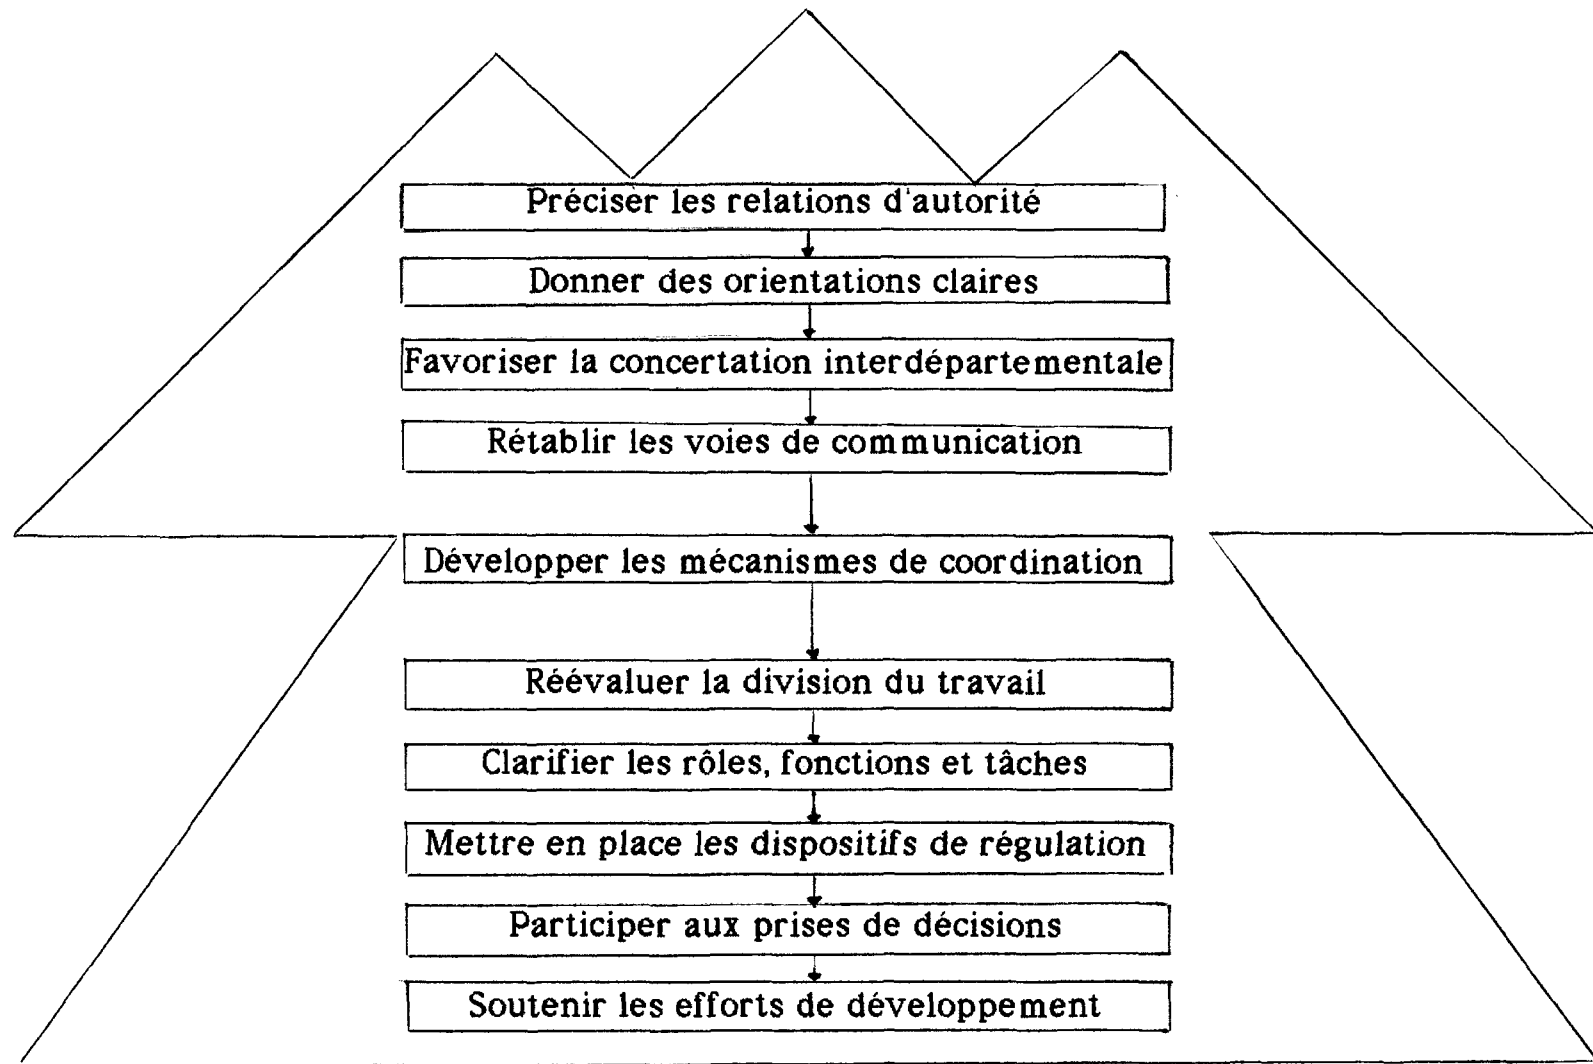 Préciser les relations d'autorité
Donner des orientations claires
Favoriser la concertation interdépartementale
Rétablir les voies de communication
Développer les mécanismes de coordination
Réévaluer la division du travail
Clarifier les rôles, fonctions et tâches
Mettre en place les dispositifs de régulation
Participer aux prises de décisions
Soutenir les efforts de développement